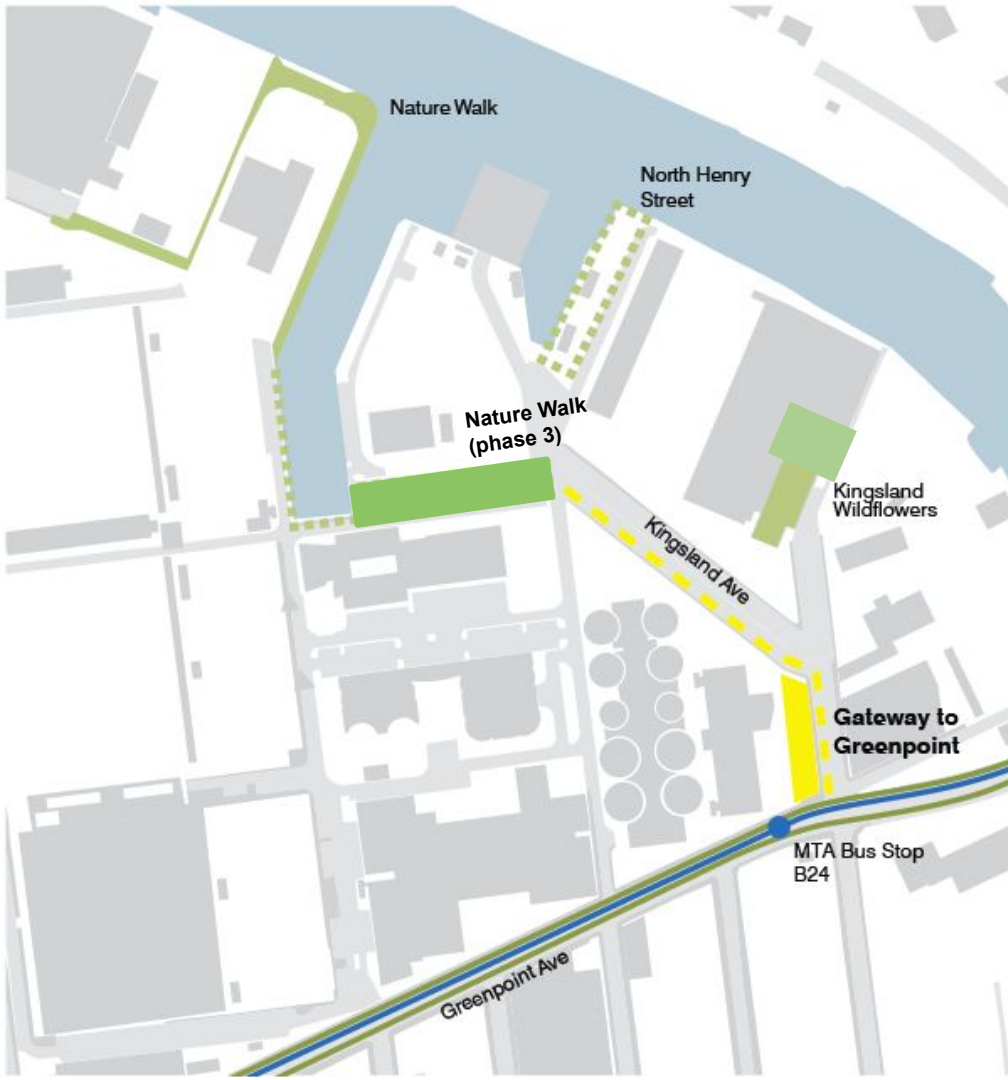 Nature Walk
North Henry
Street
Nature Walk
(phase 3)
Kingsland
Wildflowers
Kingsland Ave
Gateway to
Greenpoint
MTA Bus Stop
B24
Greenpoint Ave